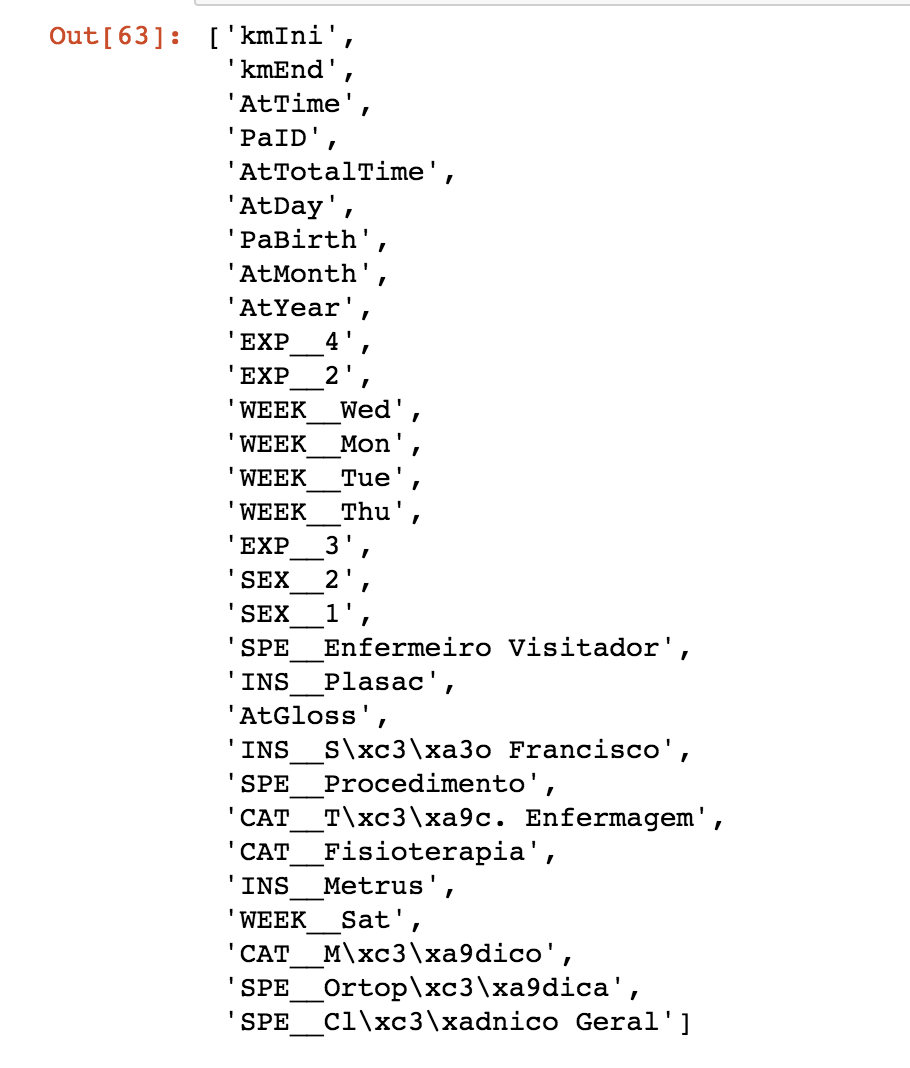 Out[63]: ['kmIni',
'kmEnd',
'AtTime',
'PaID',
'AtTotalTime',
'AtDay',
'PaBirth',
'AtMonth',
'AtYear',
'EXP__4',
'EXP__2',
'WEEK__Wed',
'WEEK__Mon',
'WEEK__Tue',
'WEEK__Thu',
'EXP__3',
'SEX__2',
'SEX__1',
'SPE__Enfermeiro Visitador',
'INS__Plasac',
'AtGloss',
'INS__S\xc3\xa3o Francisco',
'SPE__Procedimento',
'CAT__T\xc3\xa9c. Enfermagem',
'CAT__Fisioterapia',
'INS__Metrus',
'WEEK__Sat',
'CAT__M\xc3\xa9dico',
'SPE__Ortop\xc3\xa9dica',
'SPE__Cl\xc3\xadnico Geral']